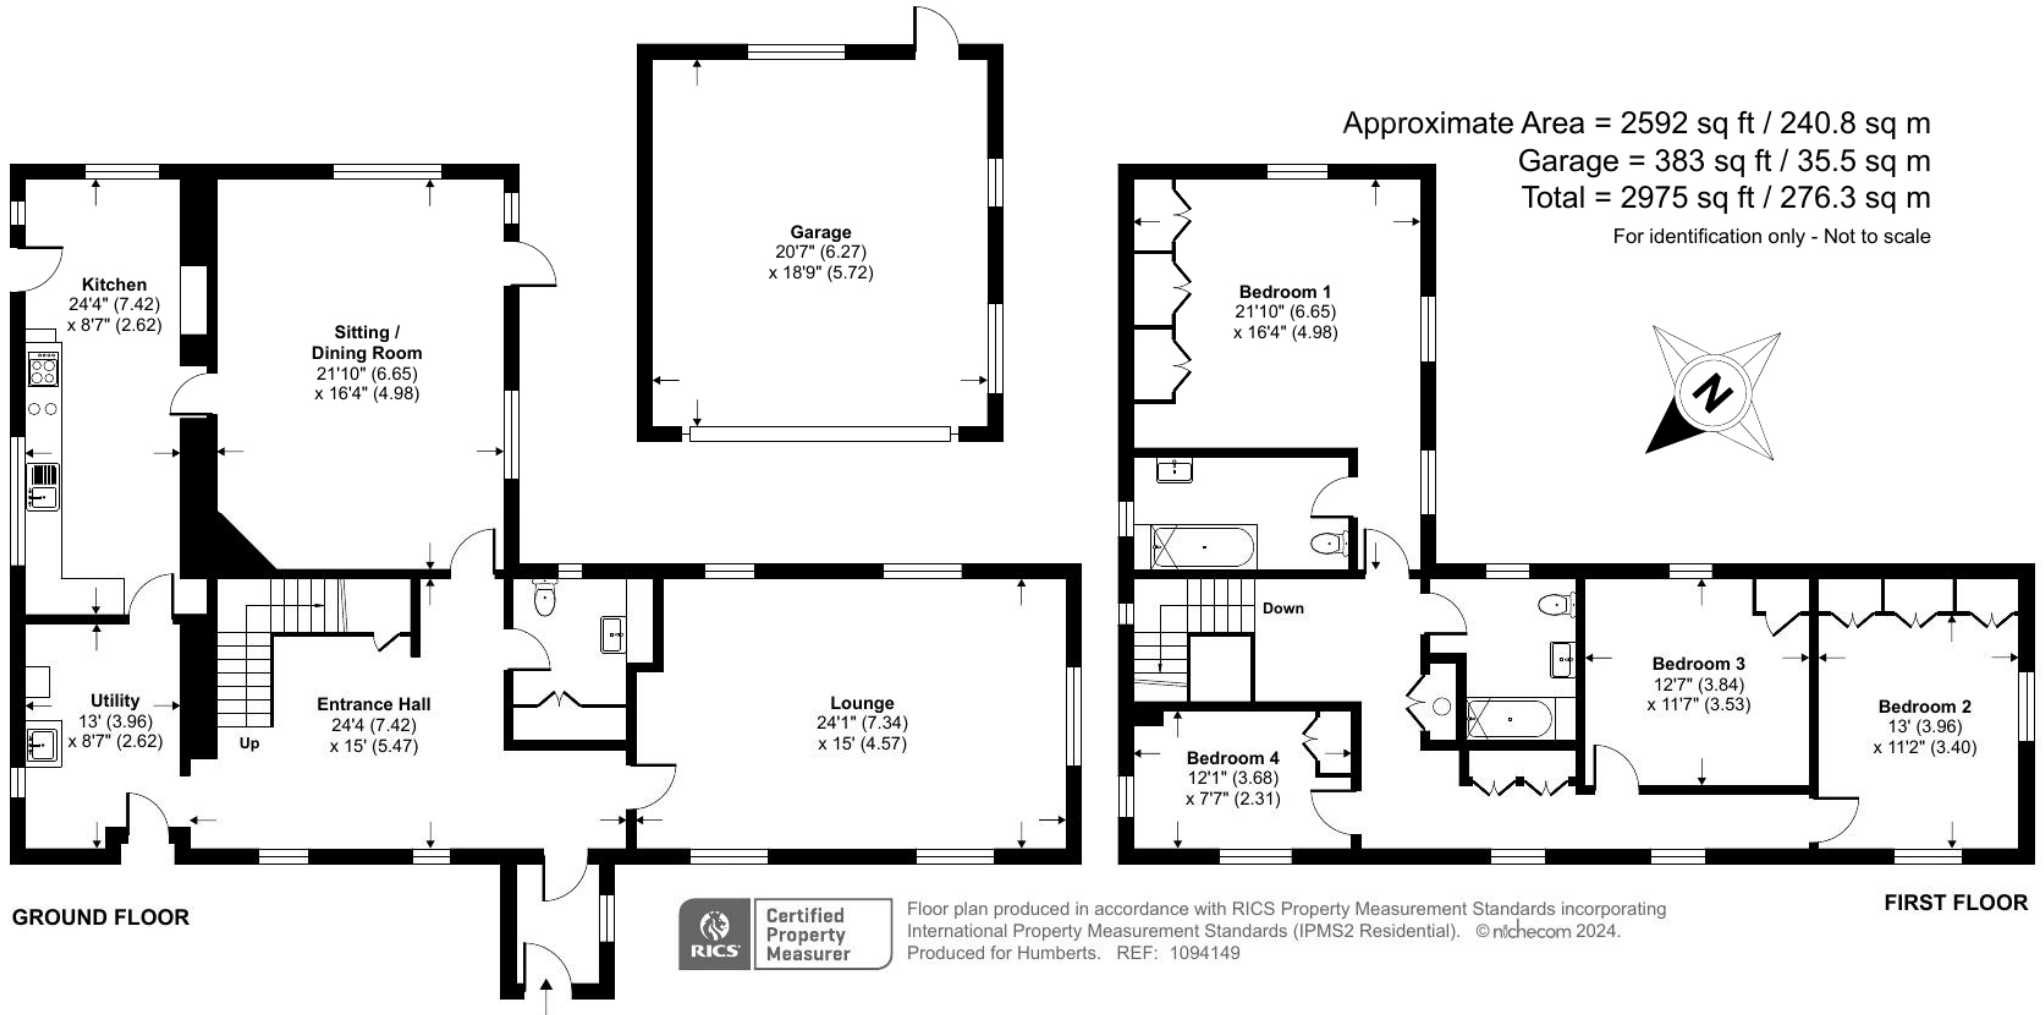 Approximate Area = 2592 sq ft / 240.8 sq m
Garage = 383 sq ft / 35.5 sq m
Total = 2975 sq ft / 276.3 sq m
For identification only - Not to scale
Garage
20'7" (6.27)
x 18'9" (5.72)
Kitchen
24'4" (7.42)
x 8'7" (2.62)
Sitting /
Dining Room
21'10" (6.65)
x 16'4" (4.98)
Utility
13' (3.96)
x 8'7" (2.62)
Up
Entrance Hall
24'4 (7.42)
x 15' (5.47)
Lounge
24'1" (7.34)
x 15' (4.57)
GROUND FLOOR
Bedroom 1
21'10" (6.65)
x 16'4" (4.98)
N
Down
Bedroom 4
12'1" (3.68)
x 7'7" (2.31)
Bedroom 3
12'7" (3.84)
x 11'7" (3.53)
Bedroom 2
13' (3.96)
x 11'2" (3.40)
FIRST FLOOR
RICS
Certified
Property
Measurer
Floor plan produced in accordance with RICS Property Measurement Standards incorporating
International Property Measurement Standards (IPMS2 Residential). © nichecom 2024.
Produced for Humberts. REF: 1094149